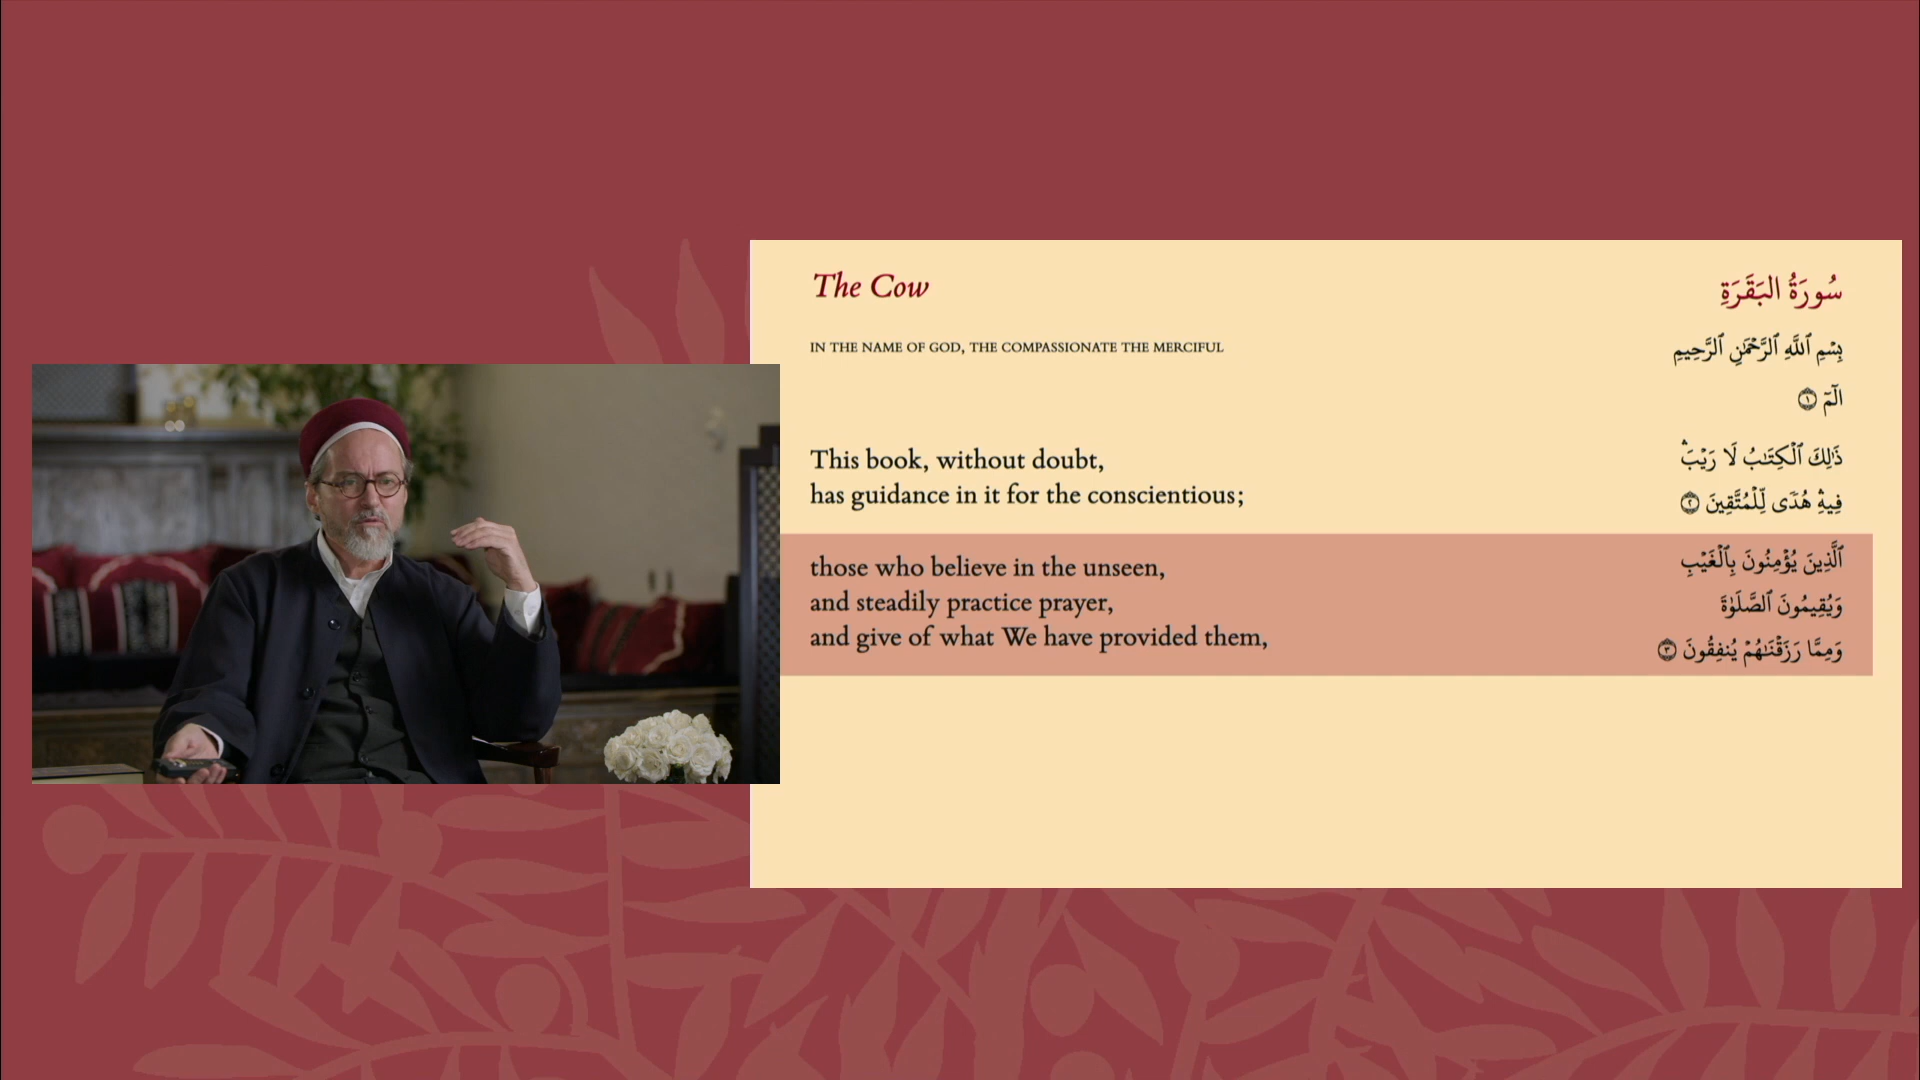 The Cow
سُورَةُ البَقَرَةِ
IN THE NAME OF GOD, THE COMPASSIONATE THE MERCIFUL
بِسْمِ ٱللَّهِ ٱلرَّحْمَٰنِ ٱلرَّحِيمِ
الٓمٓ ١
This book, without doubt,
has guidance in it for the conscientious;
ذَٰلِكَ ٱلْكِتَٰبُ لَا رَيْبَ ۛ
فِيهِ ۛ هُدًى لِّلْمُتَّقِينَ ٢
those who believe in the unseen,
and steadily practice prayer,
and give of what We have provided them,
ٱلَّذِينَ يُؤْمِنُونَ بِٱلْغَيْبِ
وَيُقِيمُونَ ٱلصَّلَوٰةَ
وَمِمَّا رَزَقْنَٰهُمْ يُنفِقُونَ ٣